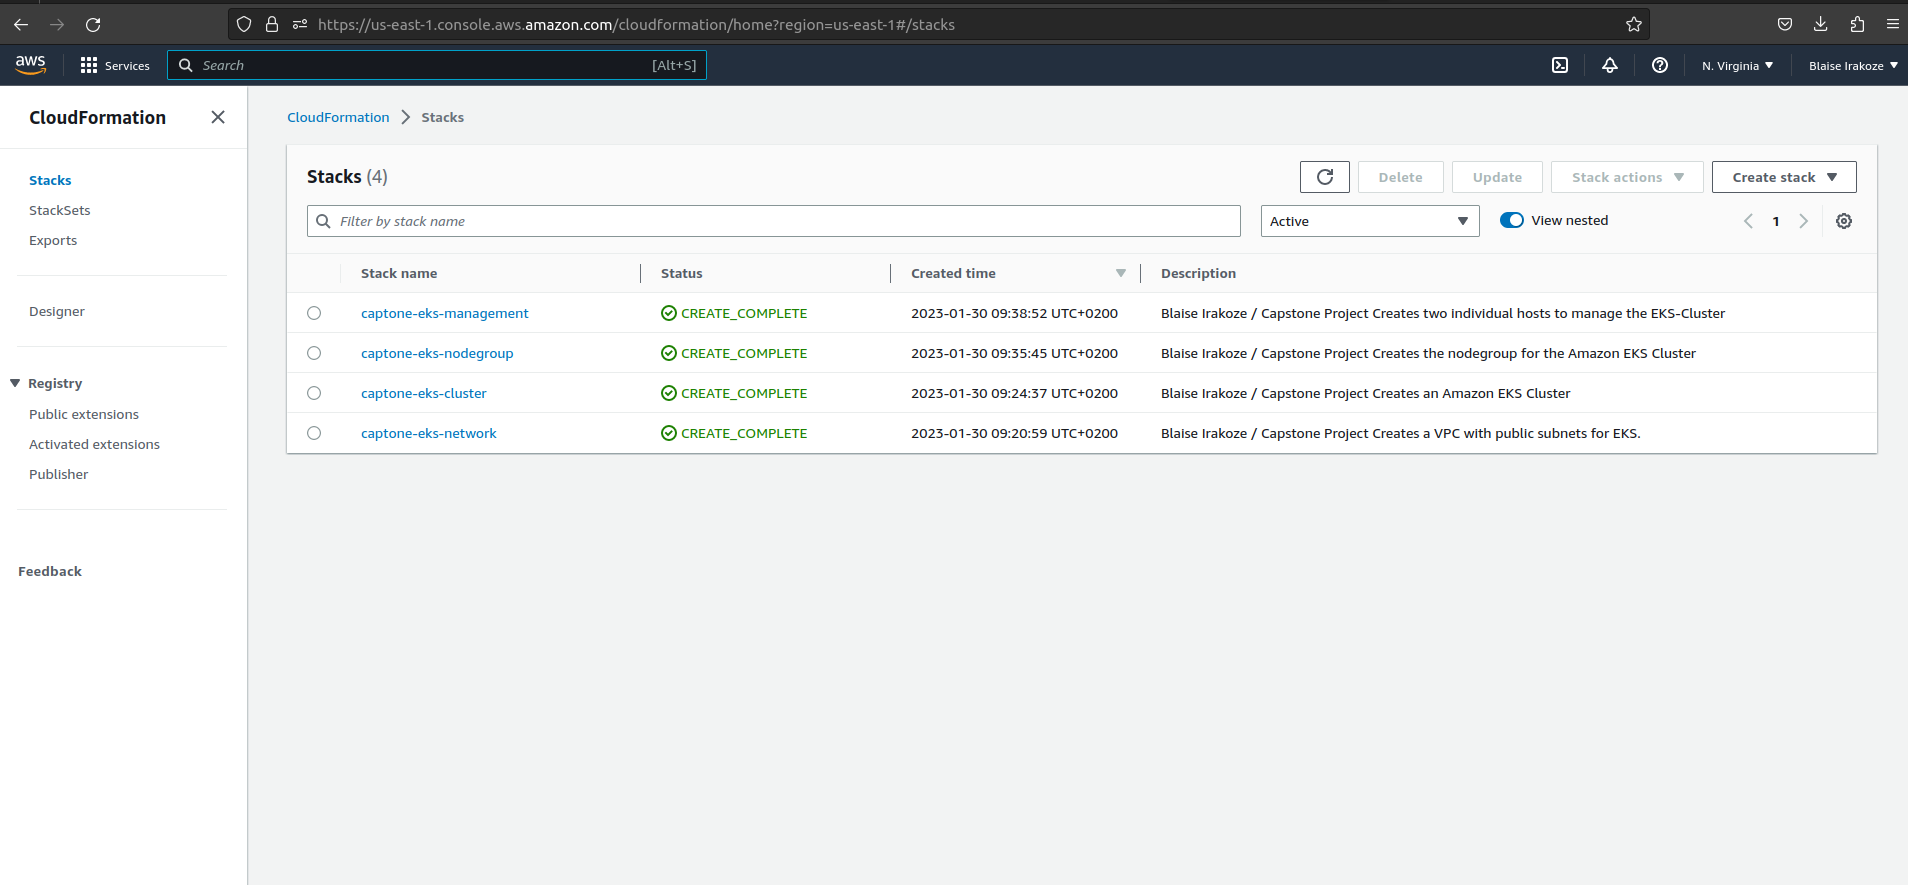 https://us-east-1.console.aws.amazon.com/cloudformation/home?region=us-east-1#/stacks
aws Services Search [Alt+S] N. Virginia Blaise Irakoze
CloudFormation
Stacks
StackSets
Exports
Designer
Registry
Public extensions
Activated extensions
Publisher
Feedback
CloudFormation Stacks
Stacks (4) Delete Update Stack actions Create stack
Filter by stack name Active View nested 1
Stack name Status Created time Description
captone-eks-management CREATE_COMPLETE 2023-01-30 09:38:52 UTC+0200 Blaise Irakoze / Capstone Project Creates two individual hosts to manage the EKS-Cluster
captone-eks-nodegroup CREATE_COMPLETE 2023-01-30 09:35:45 UTC+0200 Blaise Irakoze / Capstone Project Creates the nodegroup for the Amazon EKS Cluster
captone-eks-cluster CREATE_COMPLETE 2023-01-30 09:24:37 UTC+0200 Blaise Irakoze / Capstone Project Creates an Amazon EKS Cluster
captone-eks-network CREATE_COMPLETE 2023-01-30 09:20:59 UTC+0200 Blaise Irakoze / Capstone Project Creates a VPC with public subnets for EKS.